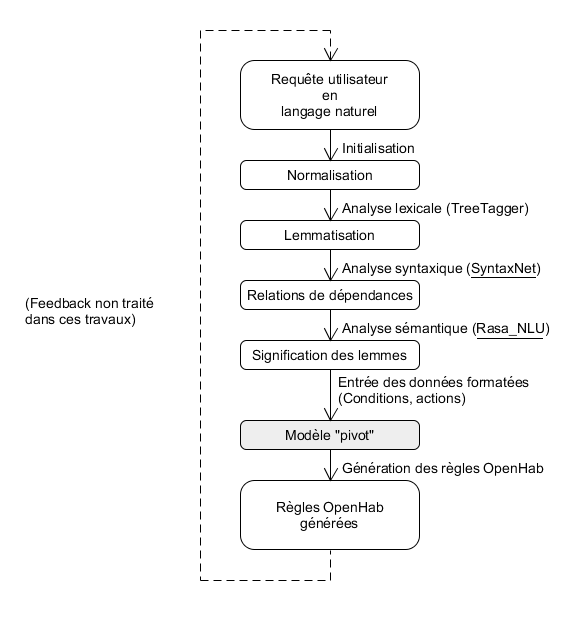 Requête utilisateur
en
langage naturel
Initialisation
Normalisation
Analyse lexicale (TreeTagger)
Lemmatisation
Analyse syntaxique (SyntaxNet)
Relations de dépendances
(Feedback non traité
dans ces travaux)
Analyse sémantique (Rasa_NLU)
Signification des lemmes
Entrée des données formatées
(Conditions, actions)
Modèle "pivot"
Génération des règles OpenHab
Règles OpenHab
générées